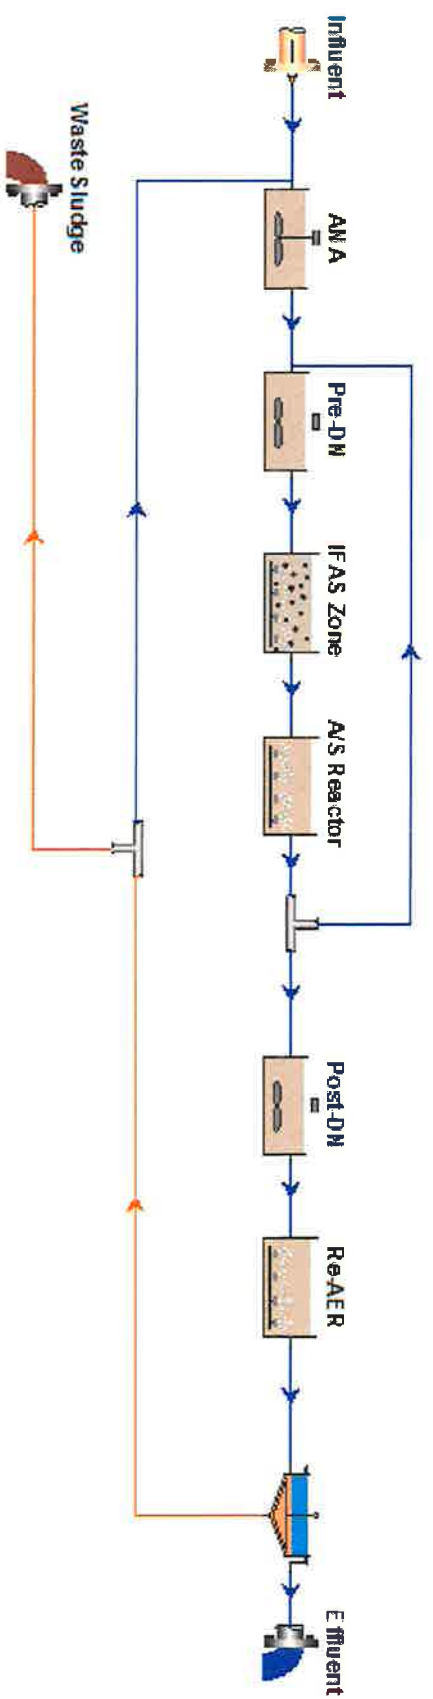 Influent
ANA
Pre-DN
IFAS Zone
A/S Reactor
Post-DN
Re-AER
Effluent
Waste Sludge